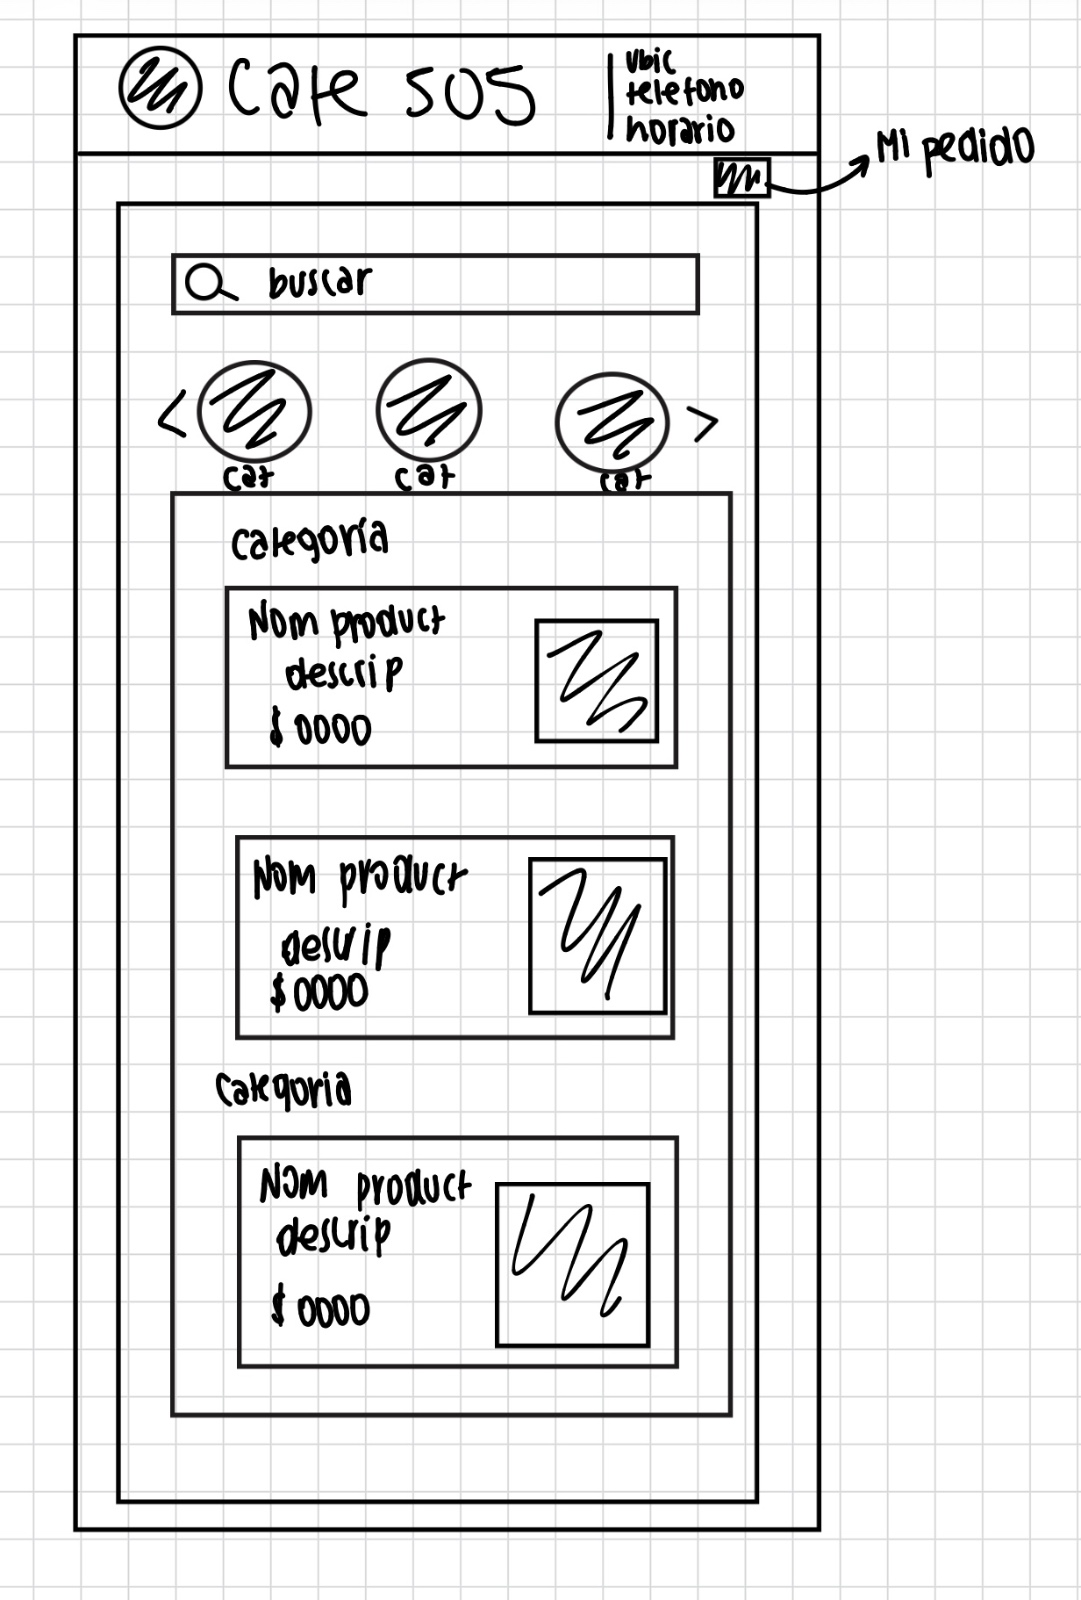 Cafe 505
Ubic
telefono
horario
Mi pedido
buscar
cat
cat
cat
categoría
Nom product
descrip
$ 0000
Nom product
descrip
$ 0000
categoria
Nom product
descrip
$ 0000